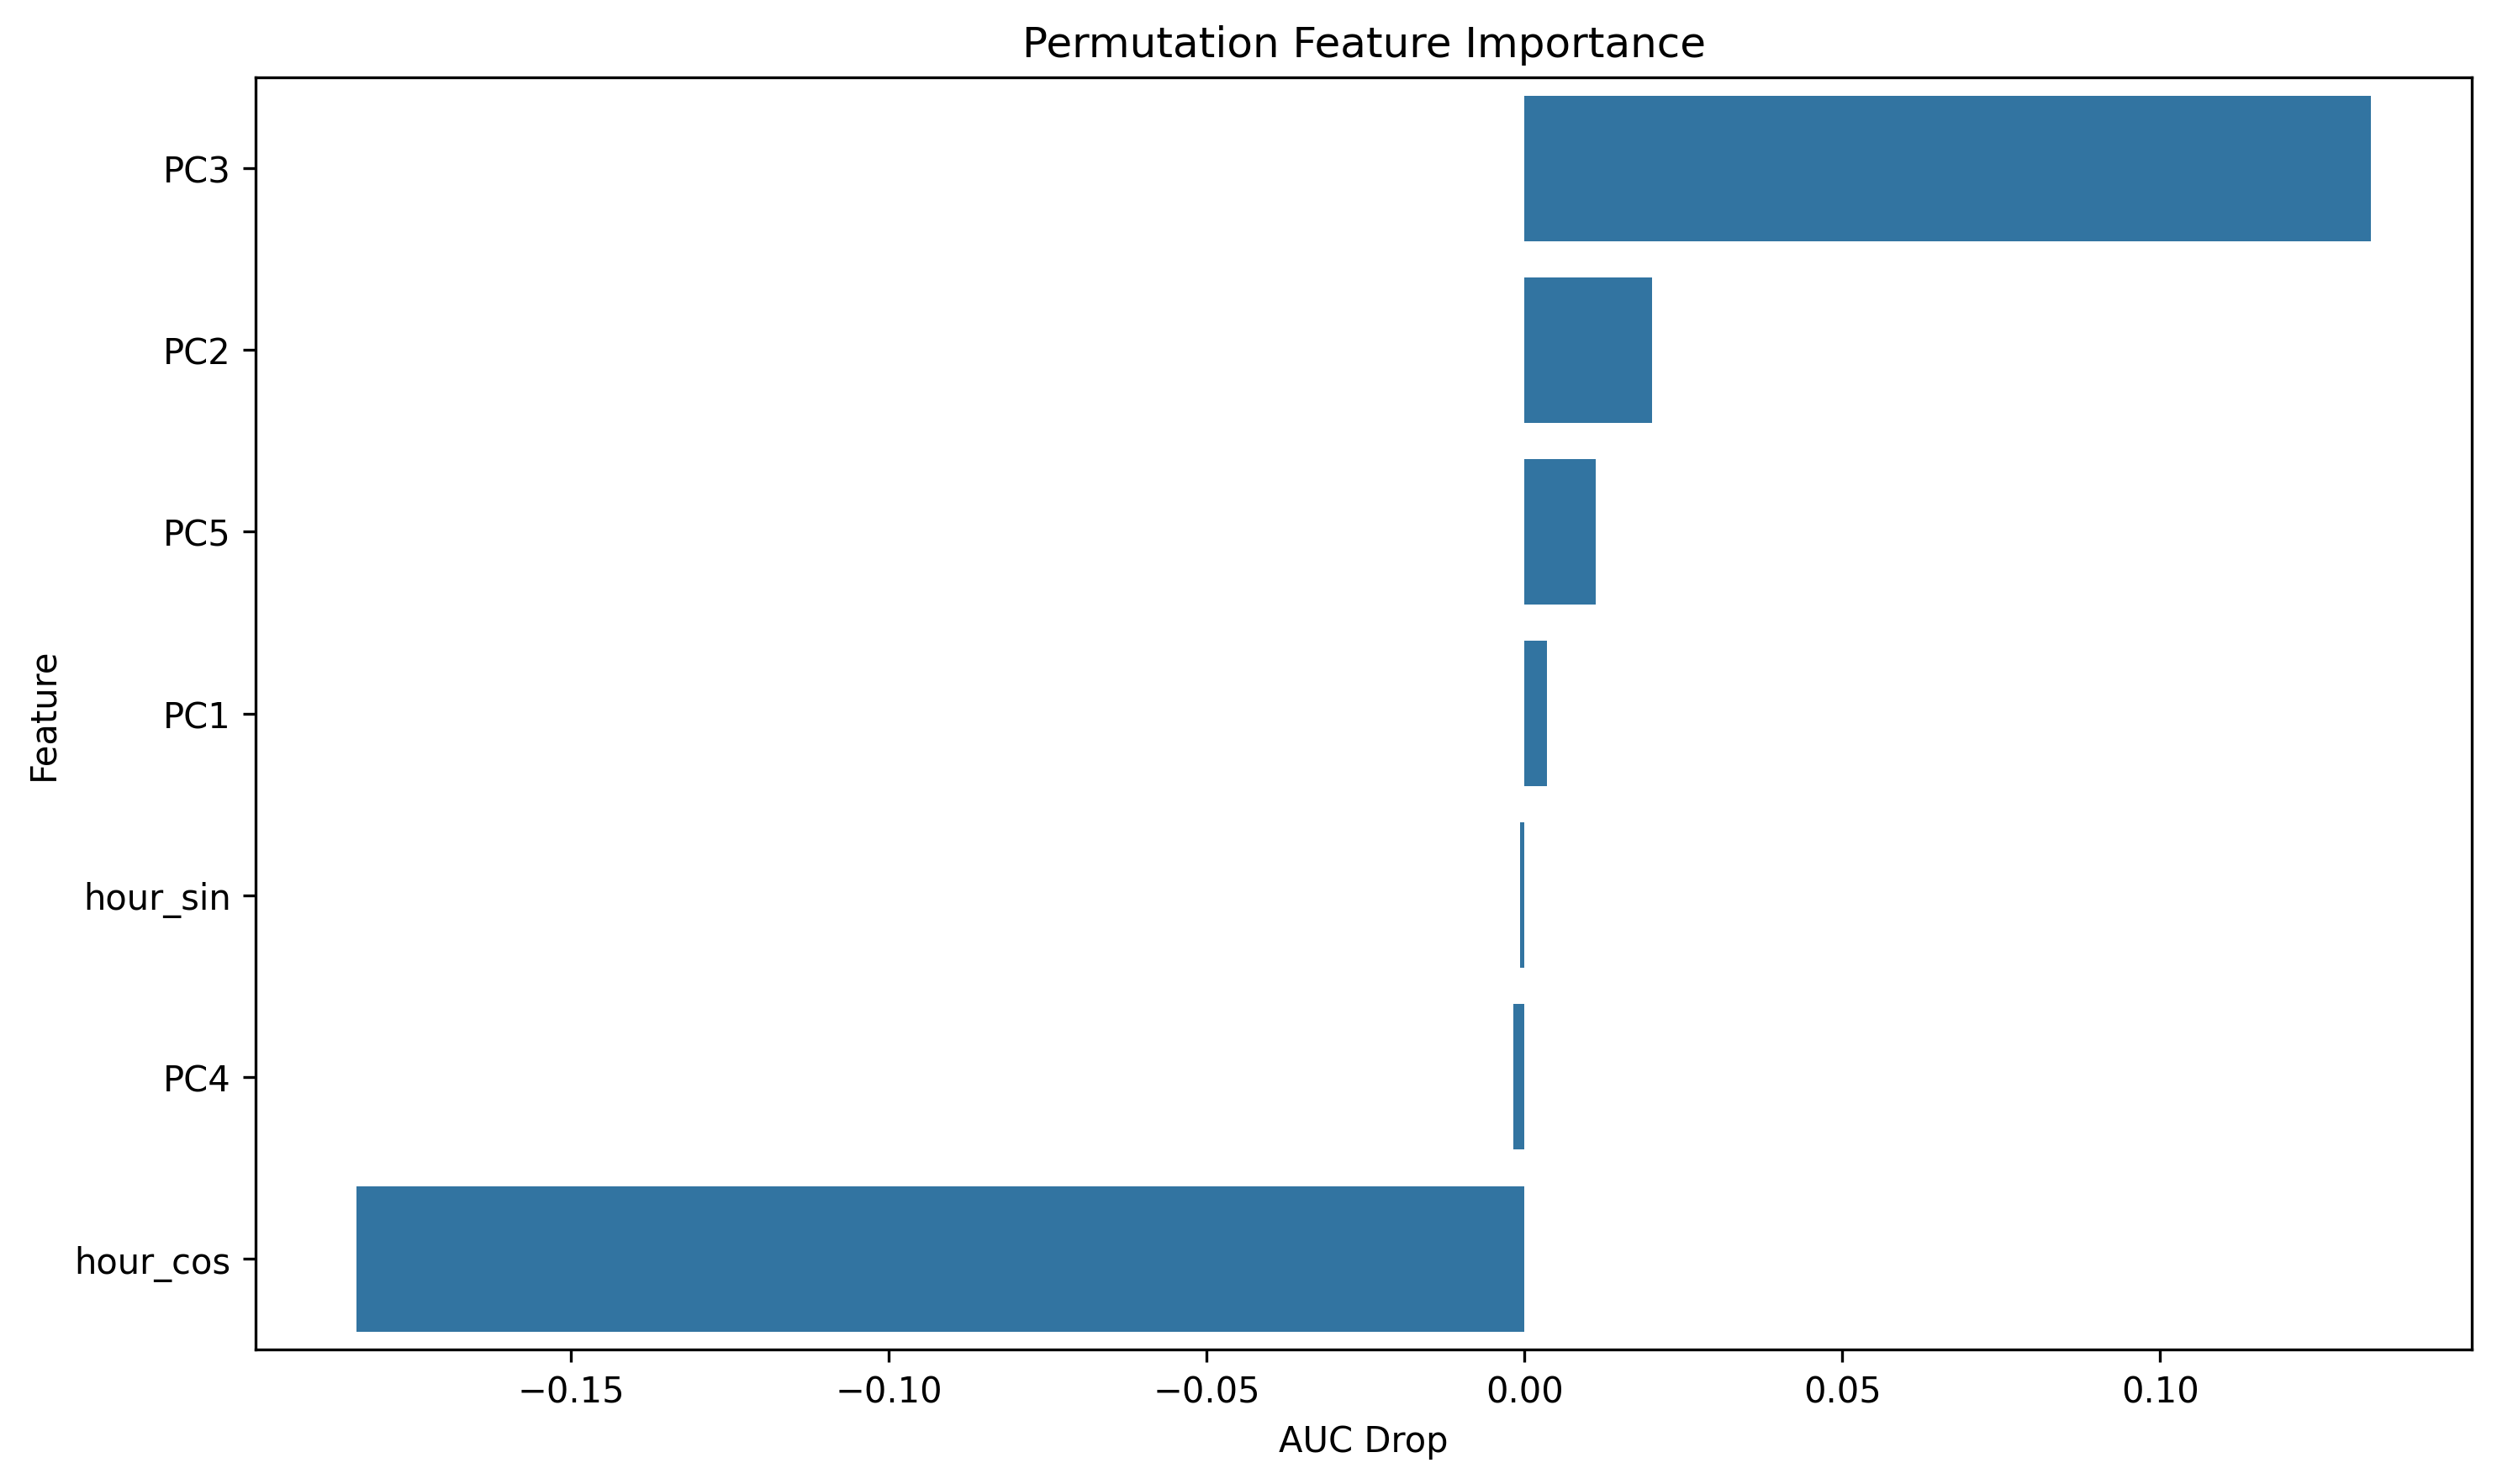 Permutation Feature Importance
PC3
PC2
PC5
PC1
hour_sin
PC4
hour_cos
Feature
−0.15 −0.10 −0.05 0.00 0.05 0.10
AUC Drop